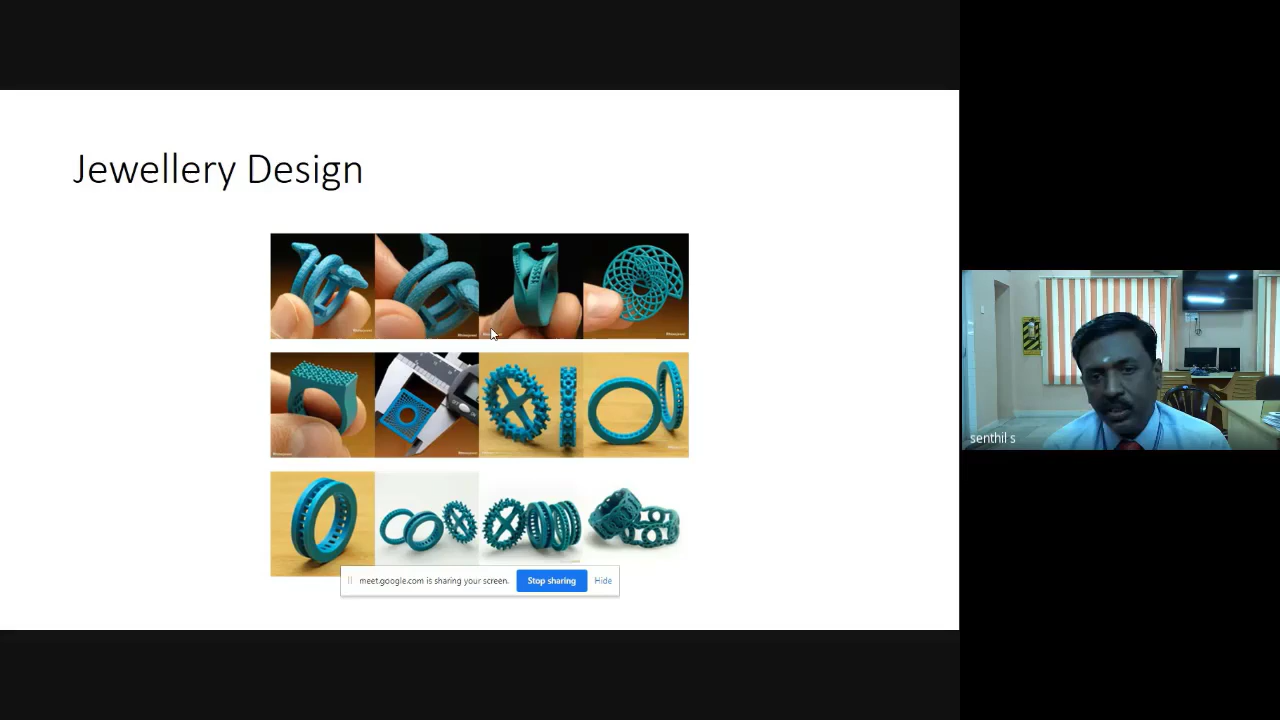 Jewellery Design
meet.google.com is sharing your screen.
Stop sharing
Hide
senthil s